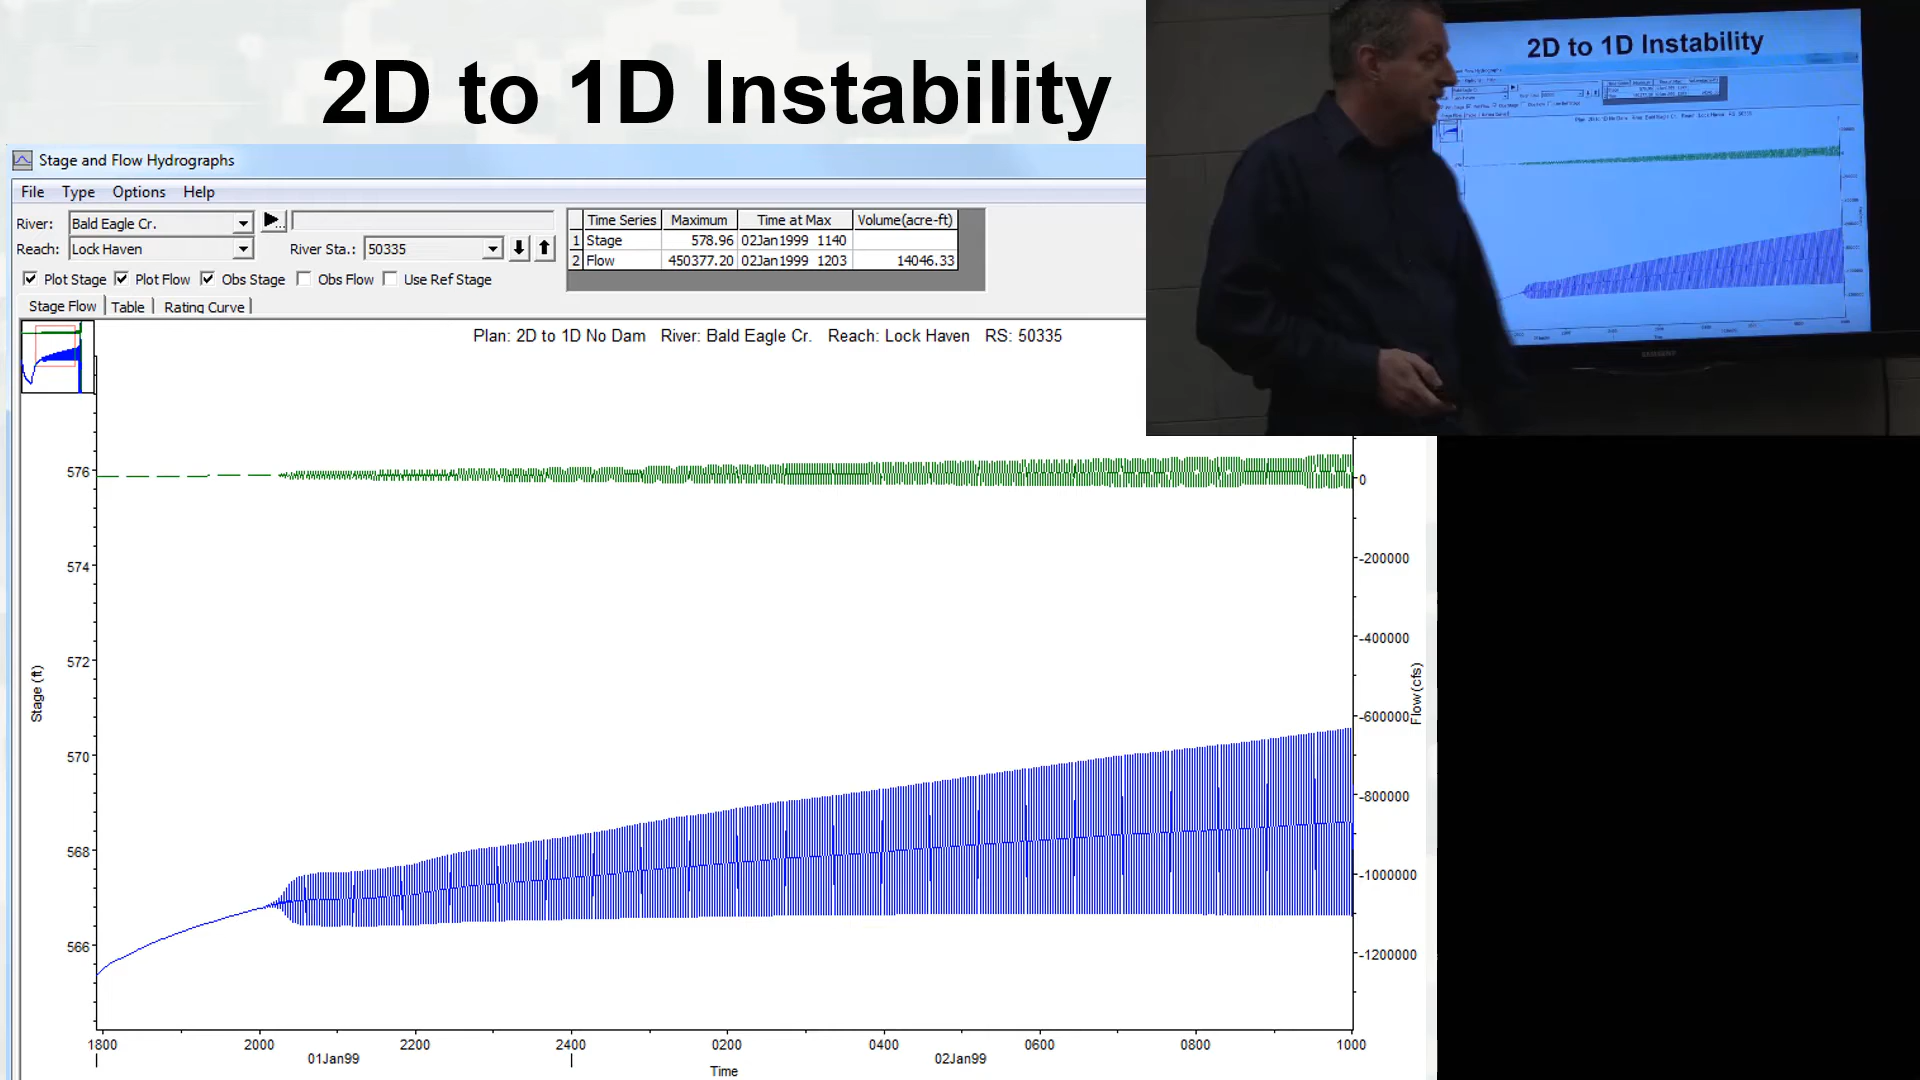 2D to 1D Instability
Stage and Flow Hydrographs
File Type Options Help
River: Bald Eagle Cr.
Reach: Lock Haven River Sta.: 50335
Plot Stage Plot Flow Obs Stage Obs Flow Use Ref Stage
Time Series Maximum Time at Max Volume(acre-ft)
1 Stage 578.96 02Jan1999 1140
2 Flow 450377.20 02Jan1999 1203 14046.33
Stage Flow Table Rating Curve
Plan: 2D to 1D No Dam River: Bald Eagle Cr. Reach: Lock Haven RS: 50335
576
574
572
570
568
566
Stage (ft)
0
-200000
-400000
-600000
-800000
-1000000
-1200000
Flow (cfs)
1800 2000 2200 2400 0200 0400 0600 0800 1000
01Jan99 02Jan99
Time
2D to 1D Instability
SAMSUNG